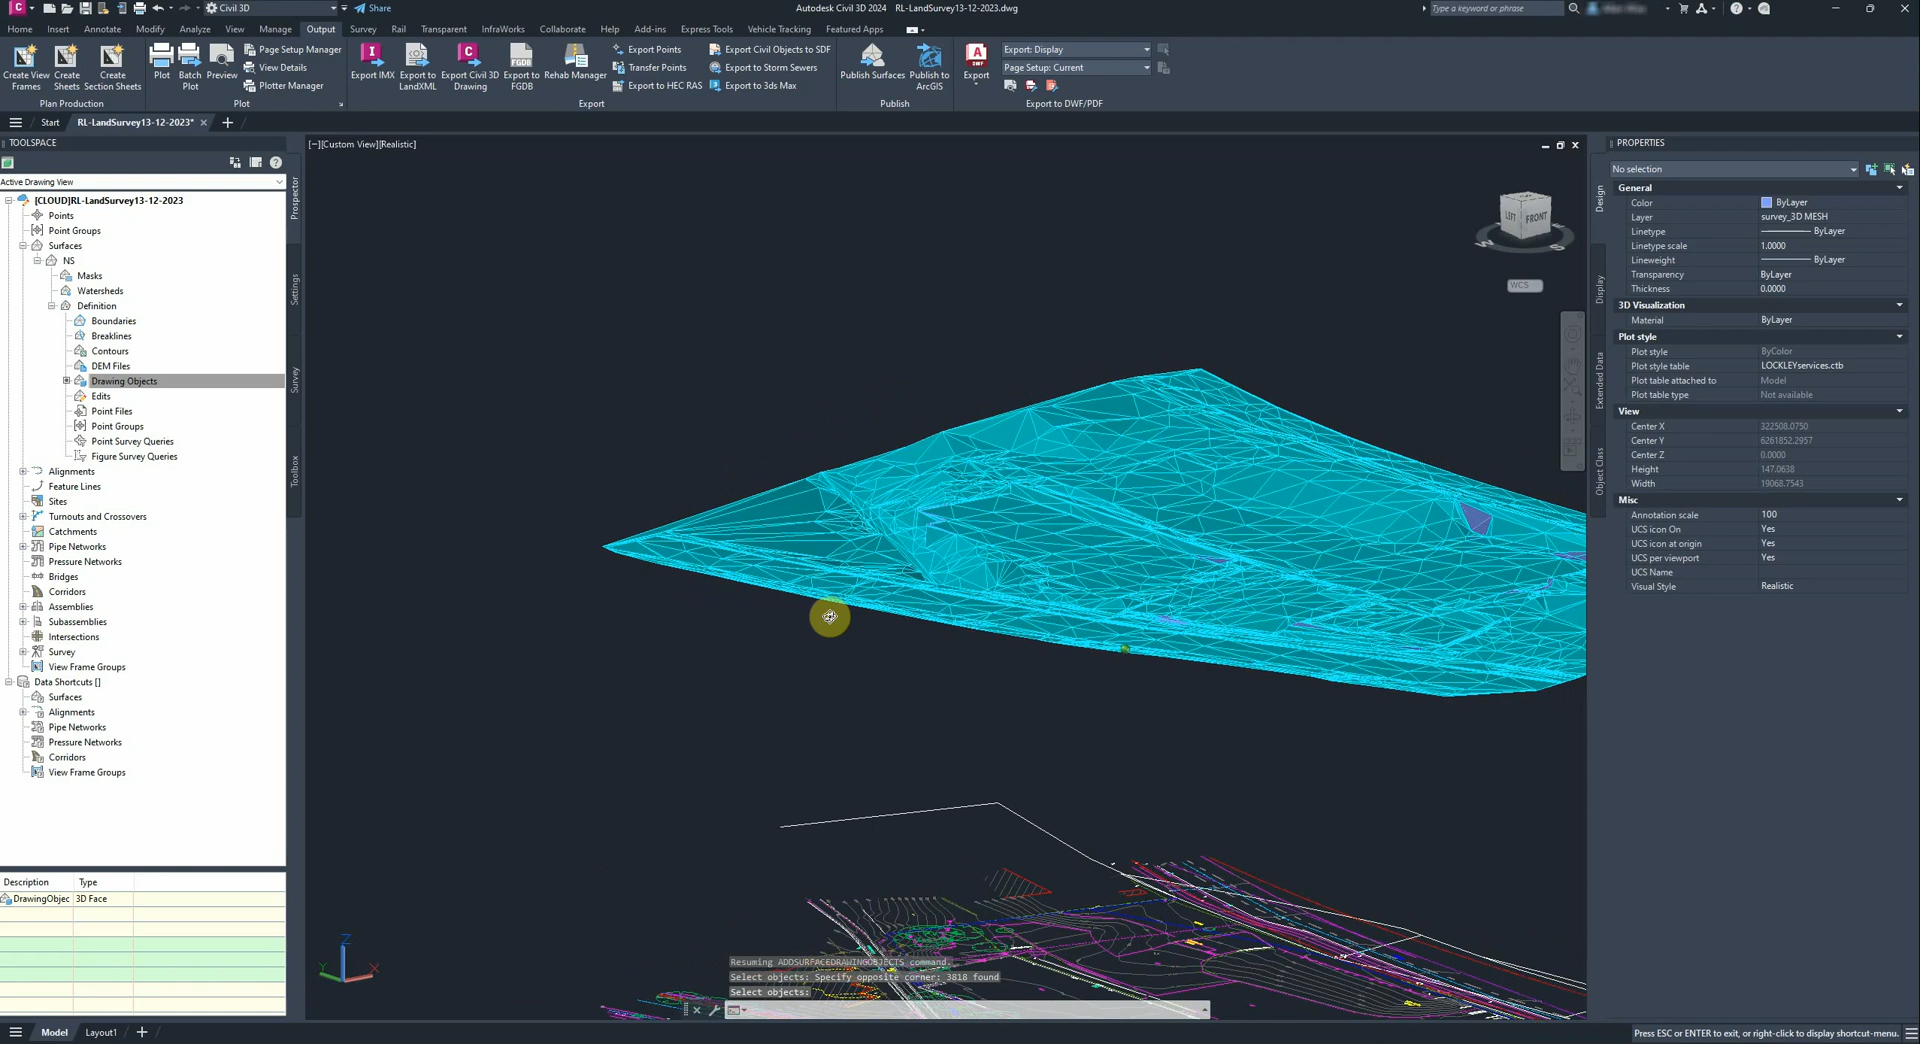 Civil 3D
Share
Autodesk Civil 3D 2024 RL-LandSurvey13-12-2023.dwg
Type a keyword or phrase
Home Insert Annotate Modify Analyze View Manage Output Survey Rail Transparent InfraWorks Collaborate Help Add-ins Express Tools Vehicle Tracking Featured Apps
Create View Frames
Create Sheets
Create Section Sheets
Plan Production
Plot
Batch Plot
Preview
Page Setup Manager
View Details
Plotter Manager
Plot
Export IMX
Export to LandXML
Export Civil 3D Drawing
Export to FGDB
Rehab Manager
Export Points
Transfer Points
Export to HEC RAS
Export Civil Objects to SDF
Export to Storm Sewers
Export to 3ds Max
Export
Publish Surfaces
Publish to ArcGIS
Publish
Export
Export: Display
Page Setup: Current
Export to DWF/PDF
Start
RL-LandSurvey13-12-2023*
TOOLSPACE
Active Drawing View
[CLOUD]RL-LandSurvey13-12-2023
Points
Point Groups
Surfaces
NS
Masks
Watersheds
Definition
Boundaries
Breaklines
Contours
DEM Files
Drawing Objects
Edits
Point Files
Point Groups
Point Survey Queries
Figure Survey Queries
Alignments
Feature Lines
Sites
Turnouts and Crossovers
Catchments
Pipe Networks
Pressure Networks
Bridges
Corridors
Assemblies
Subassemblies
Intersections
Survey
View Frame Groups
Data Shortcuts []
Surfaces
Alignments
Pipe Networks
Pressure Networks
Corridors
View Frame Groups
Description Type
DrawingObjec 3D Face
Prospector
Settings
Survey
Toolbox
[−][Custom View][Realistic]
LEFT FRONT
W S
WCS
Z
Y X
Resuming ADDSURFACEDRAWINGOBJECTS command.
Select objects: Specify opposite corner: 3818 found
Select objects:
PROPERTIES
No selection
Design
Display
Extended Data
Object Class
General
Color ByLayer
Layer survey_3D MESH
Linetype ByLayer
Linetype scale 1.0000
Lineweight ByLayer
Transparency ByLayer
Thickness 0.0000
3D Visualization
Material ByLayer
Plot style
Plot style ByColor
Plot style table LOCKLEYservices.ctb
Plot table attached to Model
Plot table type Not available
View
Center X 322508.0750
Center Y 6261852.2957
Center Z 0.0000
Height 147.0638
Width 19068.7543
Misc
Annotation scale 100
UCS icon On Yes
UCS icon at origin Yes
UCS per viewport Yes
UCS Name
Visual Style Realistic
Model Layout1
Press ESC or ENTER to exit, or right-click to display shortcut-menu.